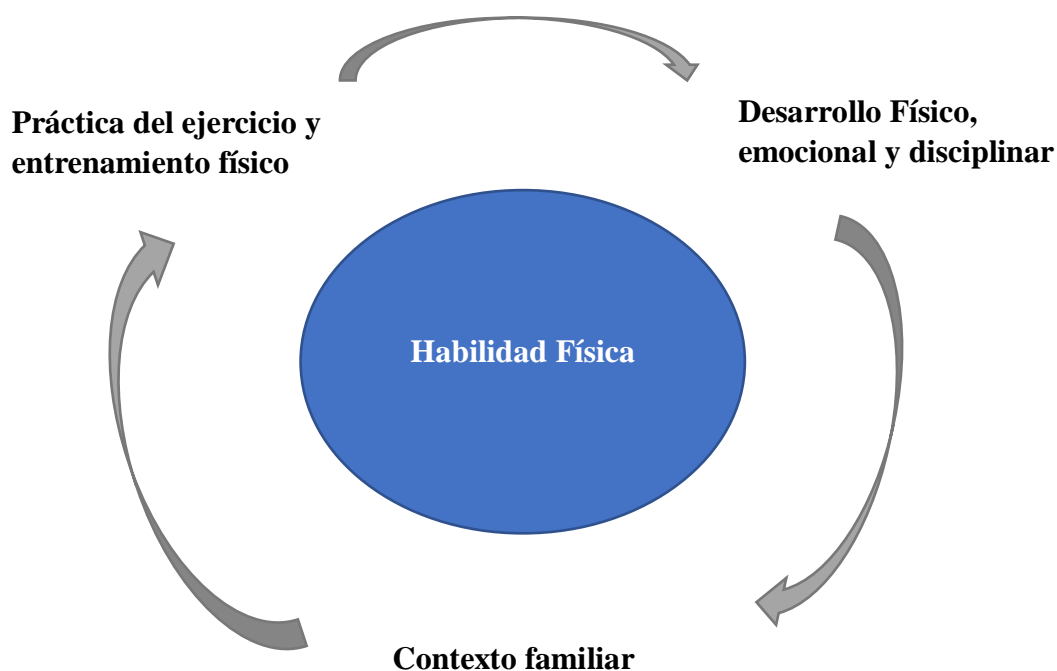 Práctica del ejercicio y
entrenamiento físico
Desarrollo Físico,
emocional y disciplinar
Habilidad Física
Contexto familiar